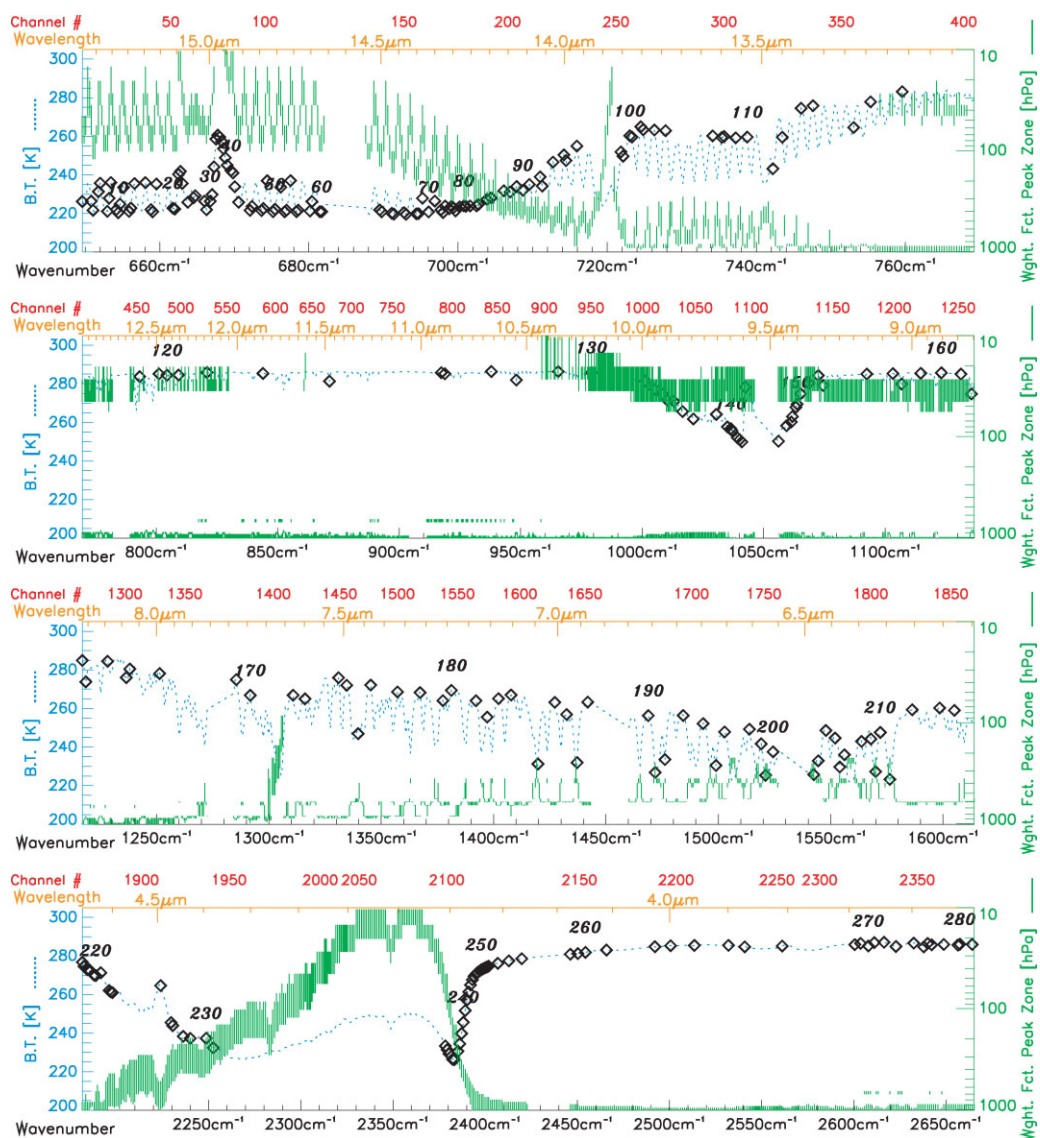 Channel # 50 100 150 200 250 300 350 400
Wavelength 15.0μm 14.5μm 14.0μm 13.5μm
300 10
280
260 40 100 110 100
240 90
220 10 20 30 50 60 70 80
200 1000
B.T. [K]
Wght. Fct. Peak Zone [hPa]
Wavenumber 660cm⁻¹ 680cm⁻¹ 700cm⁻¹ 720cm⁻¹ 740cm⁻¹ 760cm⁻¹
Channel # 450 500 550 600 650 700 750 800 850 900 950 1000 1050 1100 1150 1200 1250
Wavelength 12.5μm 12.0μm 11.5μm 11.0μm 10.5μm 10.0μm 9.5μm 9.0μm
300 10
120 130 160
280 150
260 140 100
240
220
200 1000
B.T. [K]
Wght. Fct. Peak Zone [hPa]
Wavenumber 800cm⁻¹ 850cm⁻¹ 900cm⁻¹ 950cm⁻¹ 1000cm⁻¹ 1050cm⁻¹ 1100cm⁻¹
Channel # 1300 1350 1400 1450 1500 1550 1600 1650 1700 1750 1800 1850
Wavelength 8.0μm 7.5μm 7.0μm 6.5μm
300 10
280 170 180
260 190 200 210 100
240
220
200 1000
B.T. [K]
Wght. Fct. Peak Zone [hPa]
Wavenumber 1250cm⁻¹ 1300cm⁻¹ 1350cm⁻¹ 1400cm⁻¹ 1450cm⁻¹ 1500cm⁻¹ 1550cm⁻¹ 1600cm⁻¹
Channel # 1900 1950 2000 2050 2100 2150 2200 2250 2300 2350
Wavelength 4.5μm 4.0μm
300 10
220 250 260 270 280
280
260 240 100
230
240
220
200 1000
B.T. [K]
Wght. Fct. Peak Zone [hPa]
Wavenumber 2250cm⁻¹ 2300cm⁻¹ 2350cm⁻¹ 2400cm⁻¹ 2450cm⁻¹ 2500cm⁻¹ 2550cm⁻¹ 2600cm⁻¹ 2650cm⁻¹